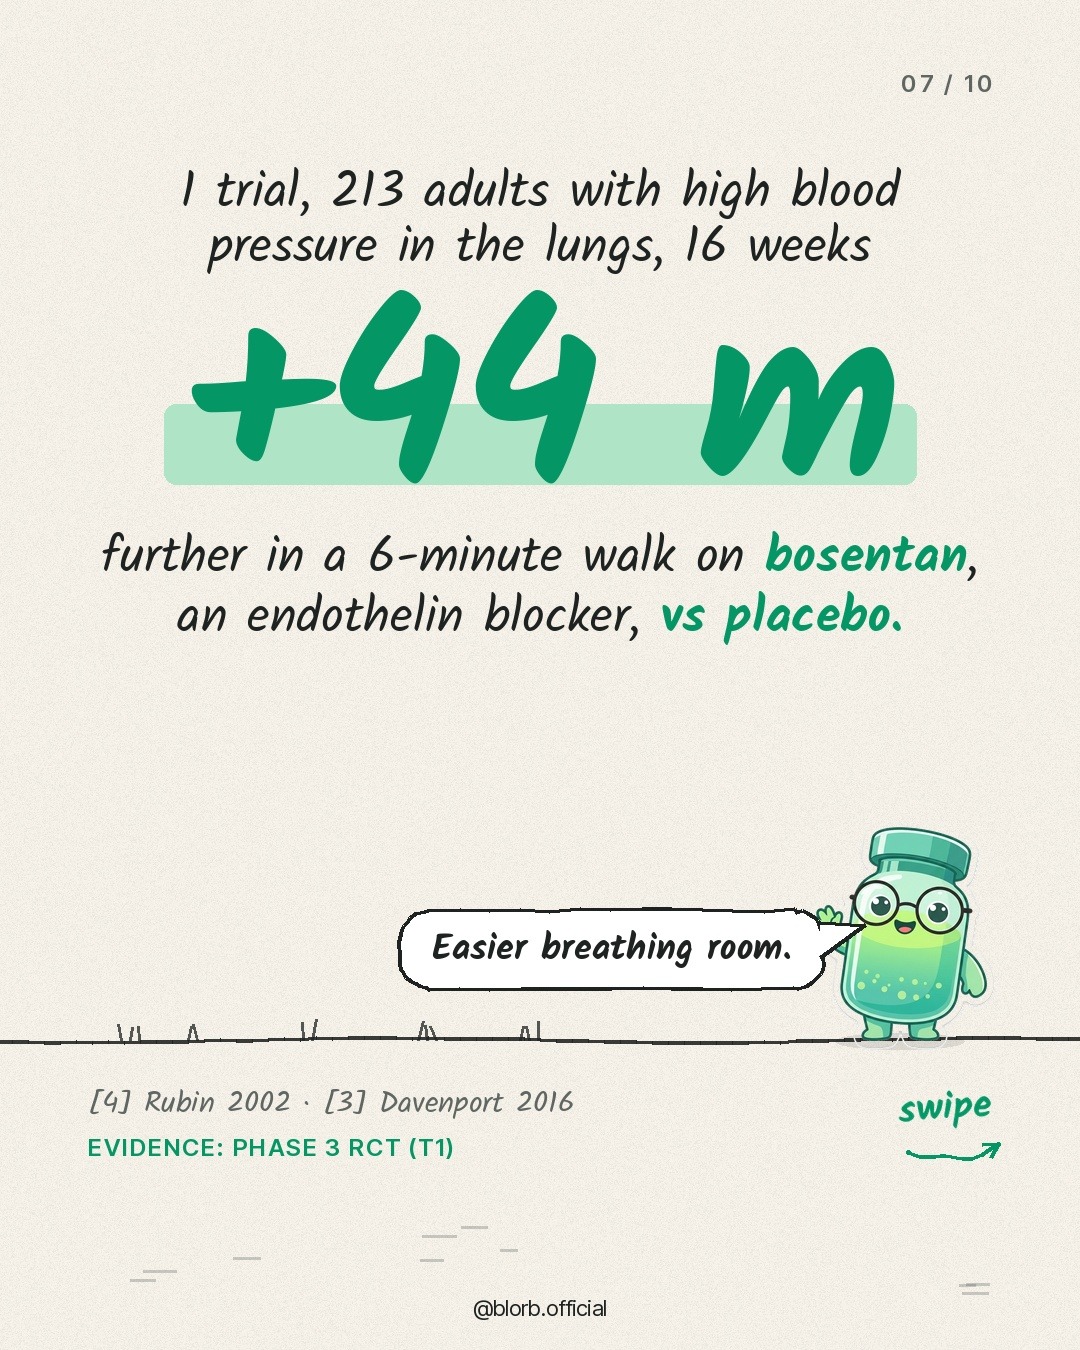 07 / 10
1 trial, 213 adults with high blood
pressure in the lungs, 16 weeks
+44 m
further in a 6-minute walk on bosentan,
an endothelin blocker, vs placebo.
Easier breathing room.
[4] Rubin 2002 · [3] Davenport 2016
EVIDENCE: PHASE 3 RCT (T1)
swipe
@blorb.official